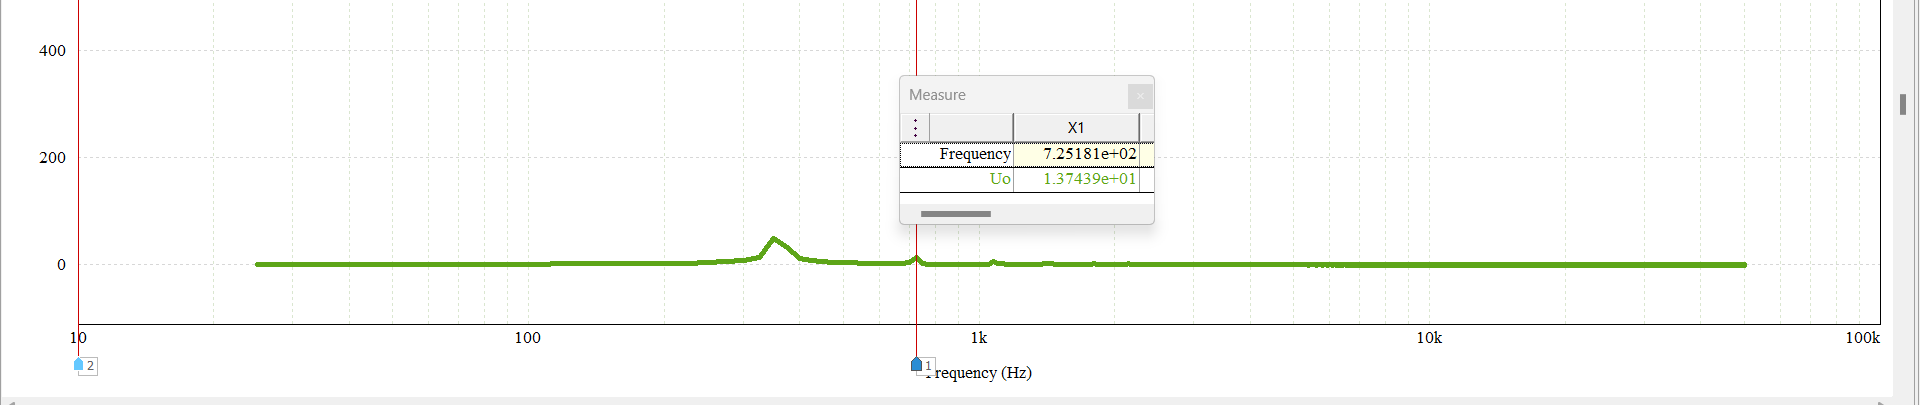 400
Measure
X1
200
Frequency 7.25181e+02
Uo 1.37439e+01
0
10 100 1k 10k 100k
2 1
Frequency (Hz)